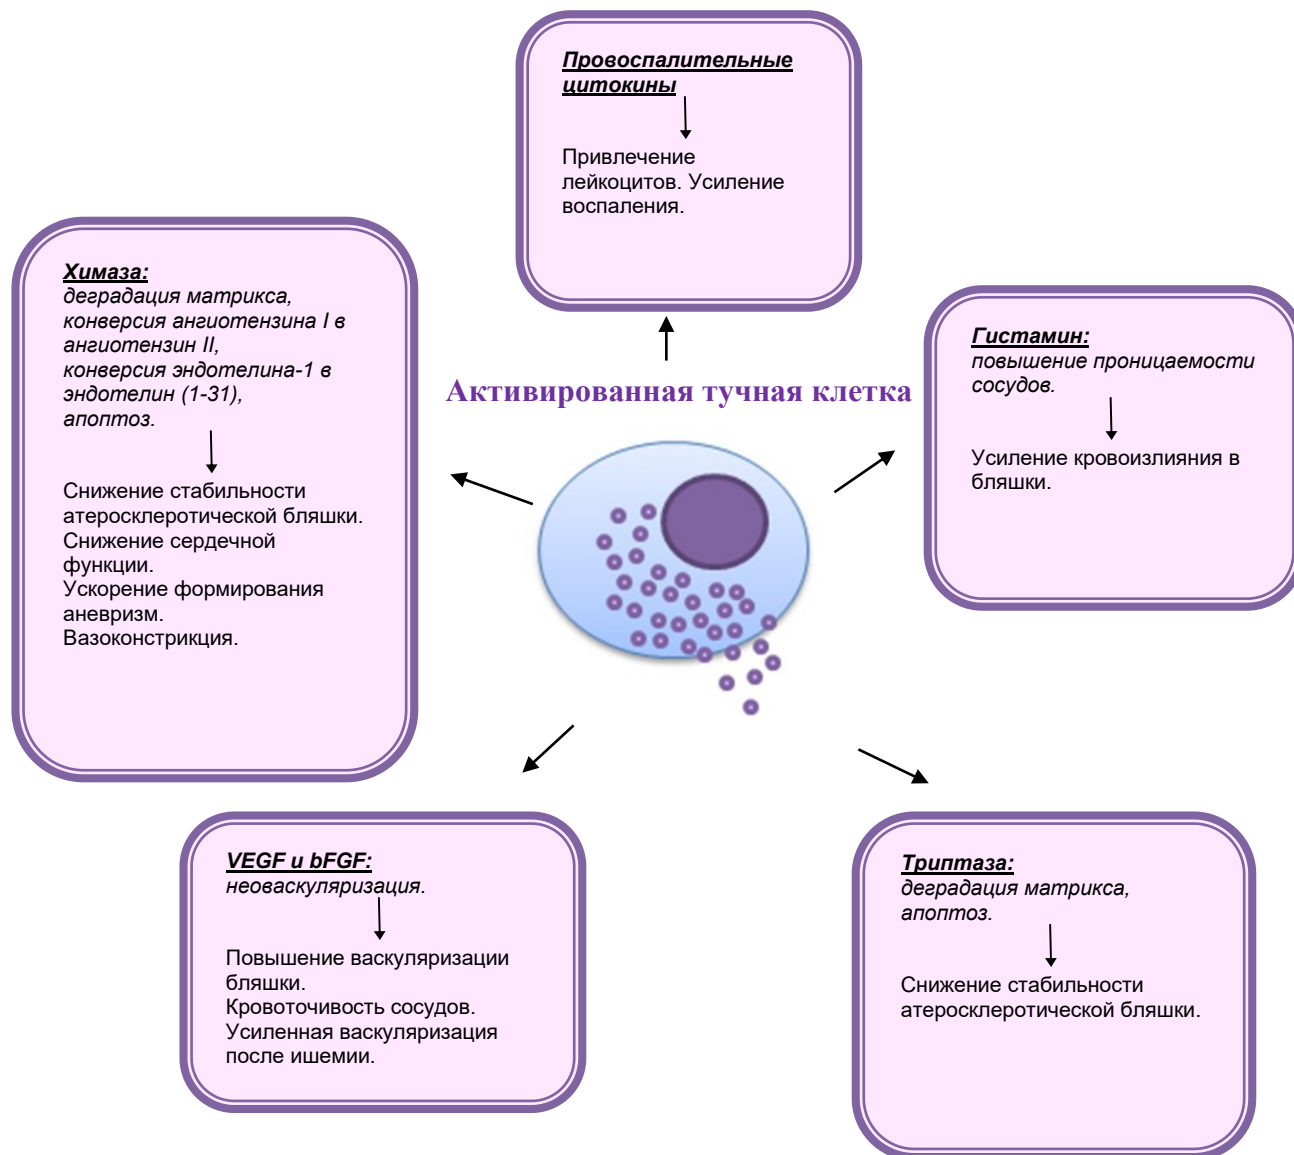 Провоспалительные
цитокины
Привлечение
лейкоцитов. Усиление
воспаления.
Химаза:
деградация матрикса,
конверсия ангиотензина I в
ангиотензин II,
конверсия эндотелина-1 в
эндотелин (1-31),
апоптоз.
Снижение стабильности
атеросклеротической бляшки.
Снижение сердечной
функции.
Ускорение формирования
аневризм.
Вазоконстрикция.
Активированная тучная клетка
Гистамин:
повышение проницаемости
сосудов.
Усиление кровоизлияния в
бляшки.
VEGF и bFGF:
неоваскуляризация.
Повышение васкуляризации
бляшки.
Кровоточивость сосудов.
Усиленная васкуляризация
после ишемии.
Триптаза:
деградация матрикса,
апоптоз.
Снижение стабильности
атеросклеротической бляшки.